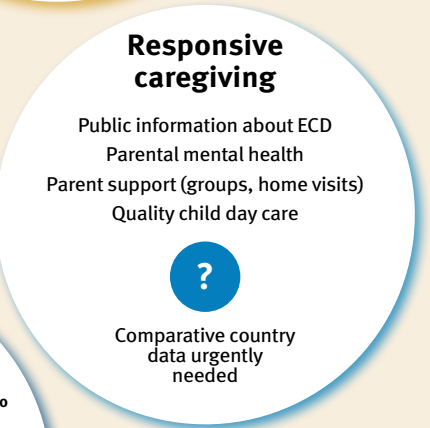 Responsive
caregiving
Public information about ECD
Parental mental health
Parent support (groups, home visits)
Quality child day care
?
Comparative country
data urgently
needed
o